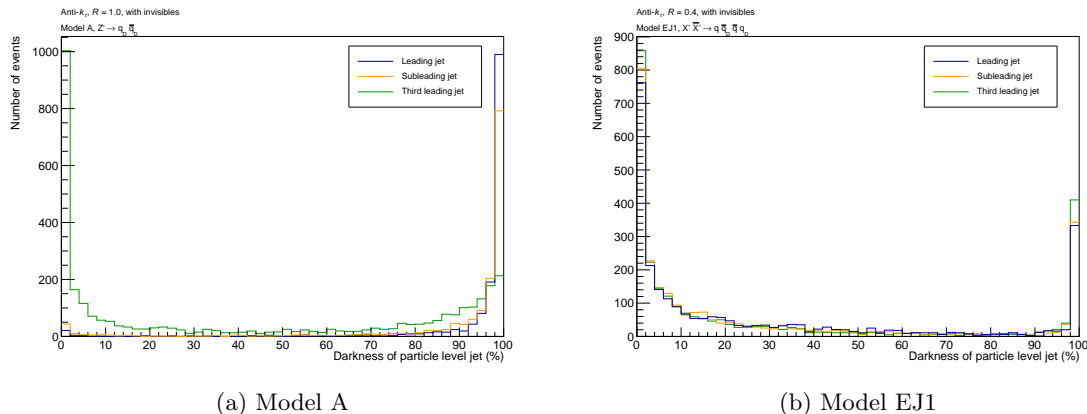 Anti-k_t, R = 1.0, with invisibles
Model A, Z' → q_D q̅_D
Number of events
1000
800
600
400
200
0
Leading jet
Subleading jet
Third leading jet
0 10 20 30 40 50 60 70 80 90 100
Darkness of particle level jet (%)
(a) Model A
Anti-k_t, R = 0.4, with invisibles
Model EJ1, X' X̅' → q q̅_D q̅ q_D
Number of events
900
800
700
600
500
400
300
200
100
0
Leading jet
Subleading jet
Third leading jet
0 10 20 30 40 50 60 70 80 90 100
Darkness of particle level jet (%)
(b) Model EJ1